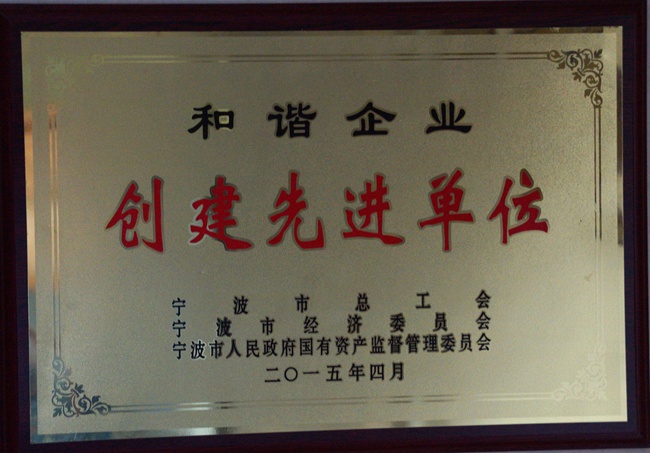 和谐企业
创建先进单位
宁波市总工会
宁波市经济委员会
宁波市人民政府国有资产监督管理委员会
二〇一五年四月